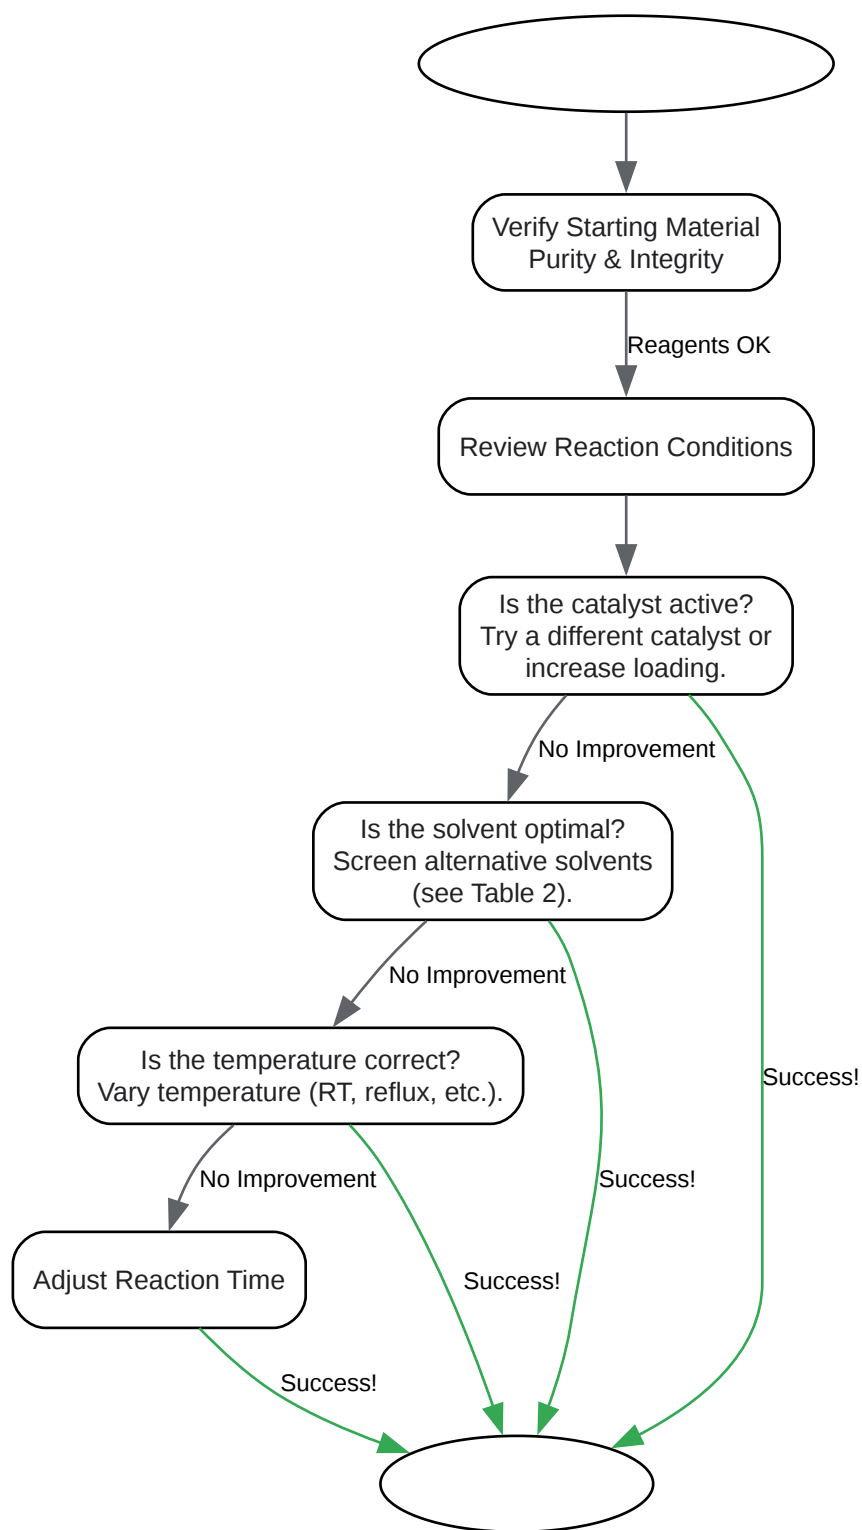 Verify Starting Material
Purity & Integrity
Reagents OK
Review Reaction Conditions
Is the catalyst active?
Try a different catalyst or
increase loading.
No Improvement
Is the solvent optimal?
Screen alternative solvents
(see Table 2).
No Improvement
Is the temperature correct?
Vary temperature (RT, reflux, etc.).
Success!
No Improvement
Success!
Adjust Reaction Time
Success!
Success!